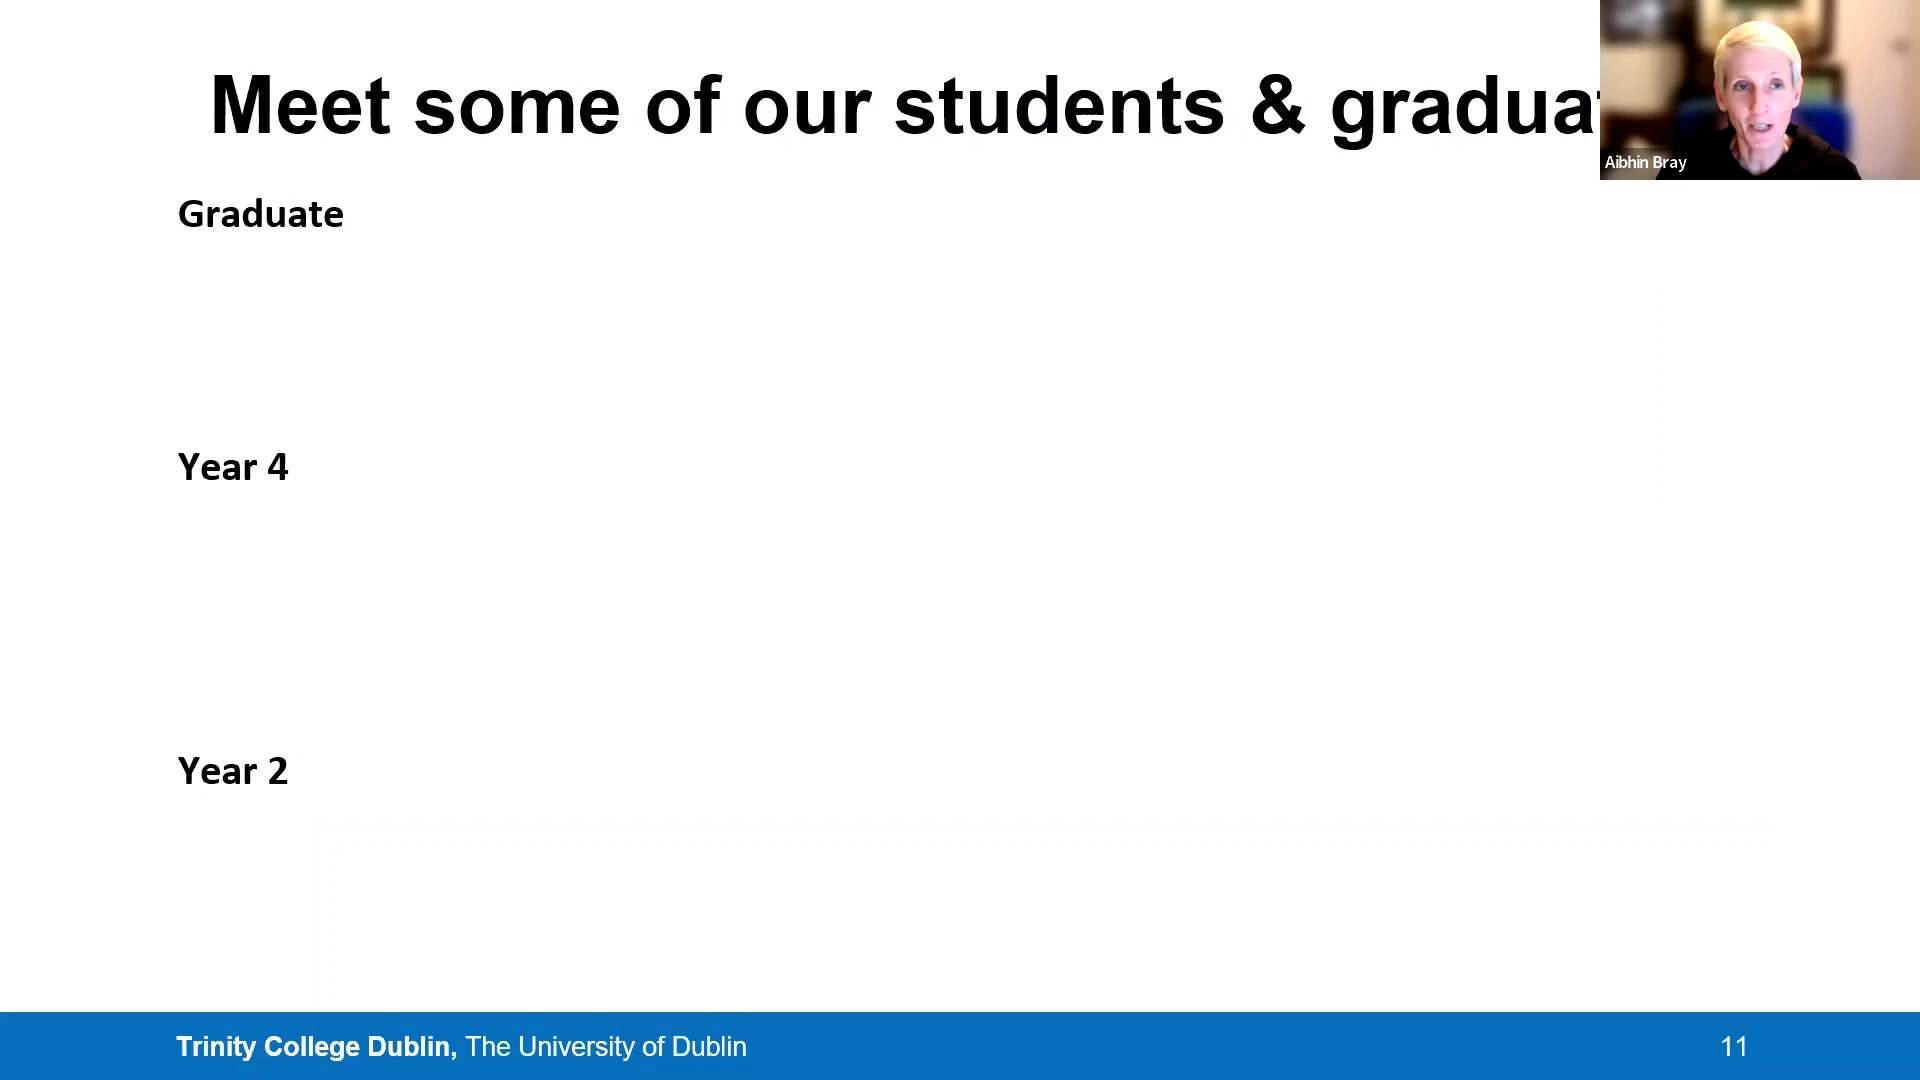 Meet some of our students & gradua
Aibhin Bray
Graduate
Year 4
Year 2
Trinity College Dublin, The University of Dublin
11